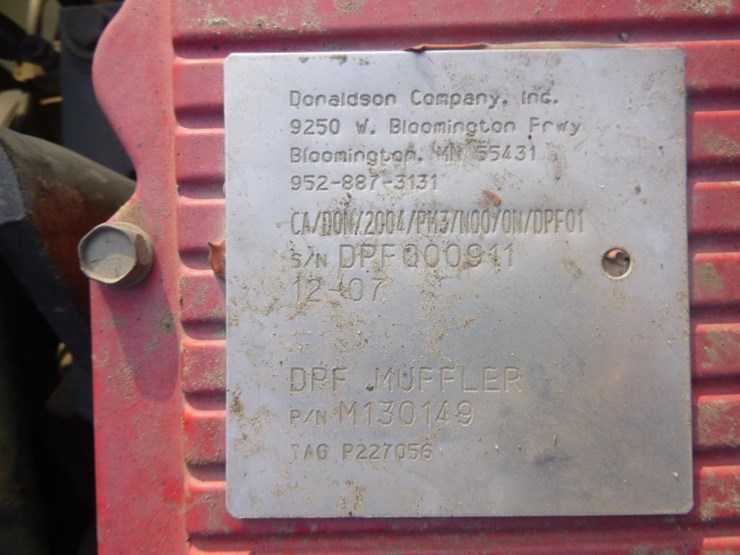 Donaldson Company, Inc.
9250 W. Bloomington Frwy
Bloomington, MN 55431
952-887-3131
CA/DON/2004/PM3/N00/ON/DPF01
S/N DPF000911
12-07
DPF MUFFLER
P/N M130149
TAG P227056